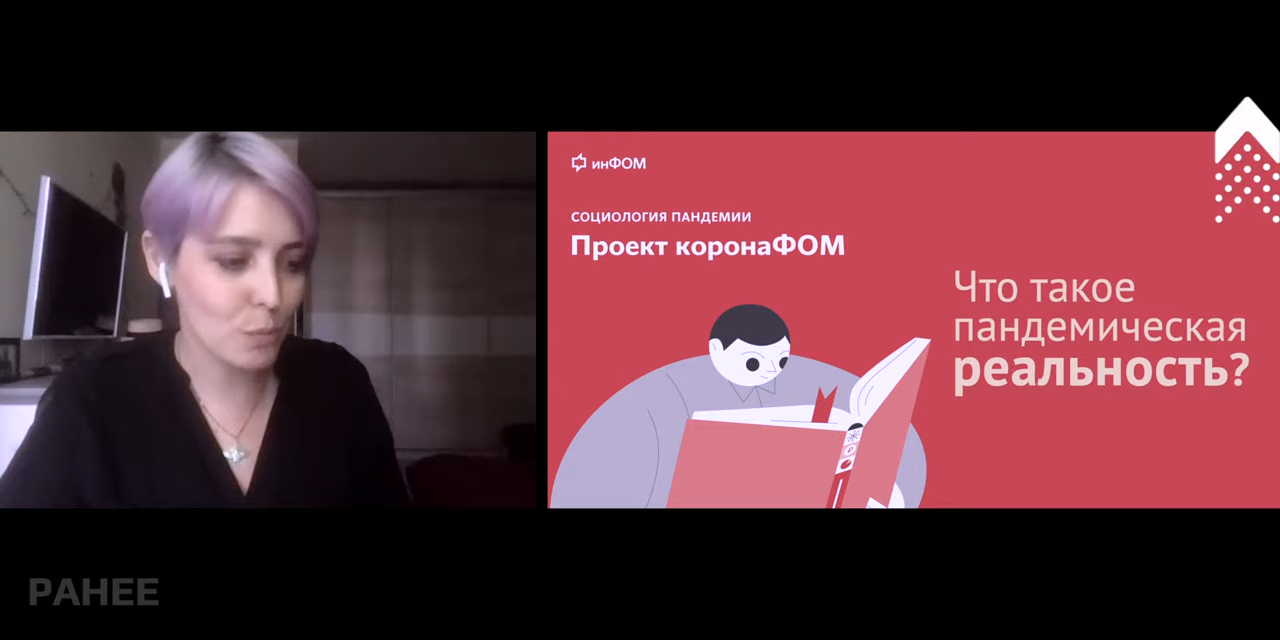 инФОМ
СОЦИОЛОГИЯ ПАНДЕМИИ
Проект коронаФОМ
Что такое
пандемическая
реальность?
РАНЕЕ